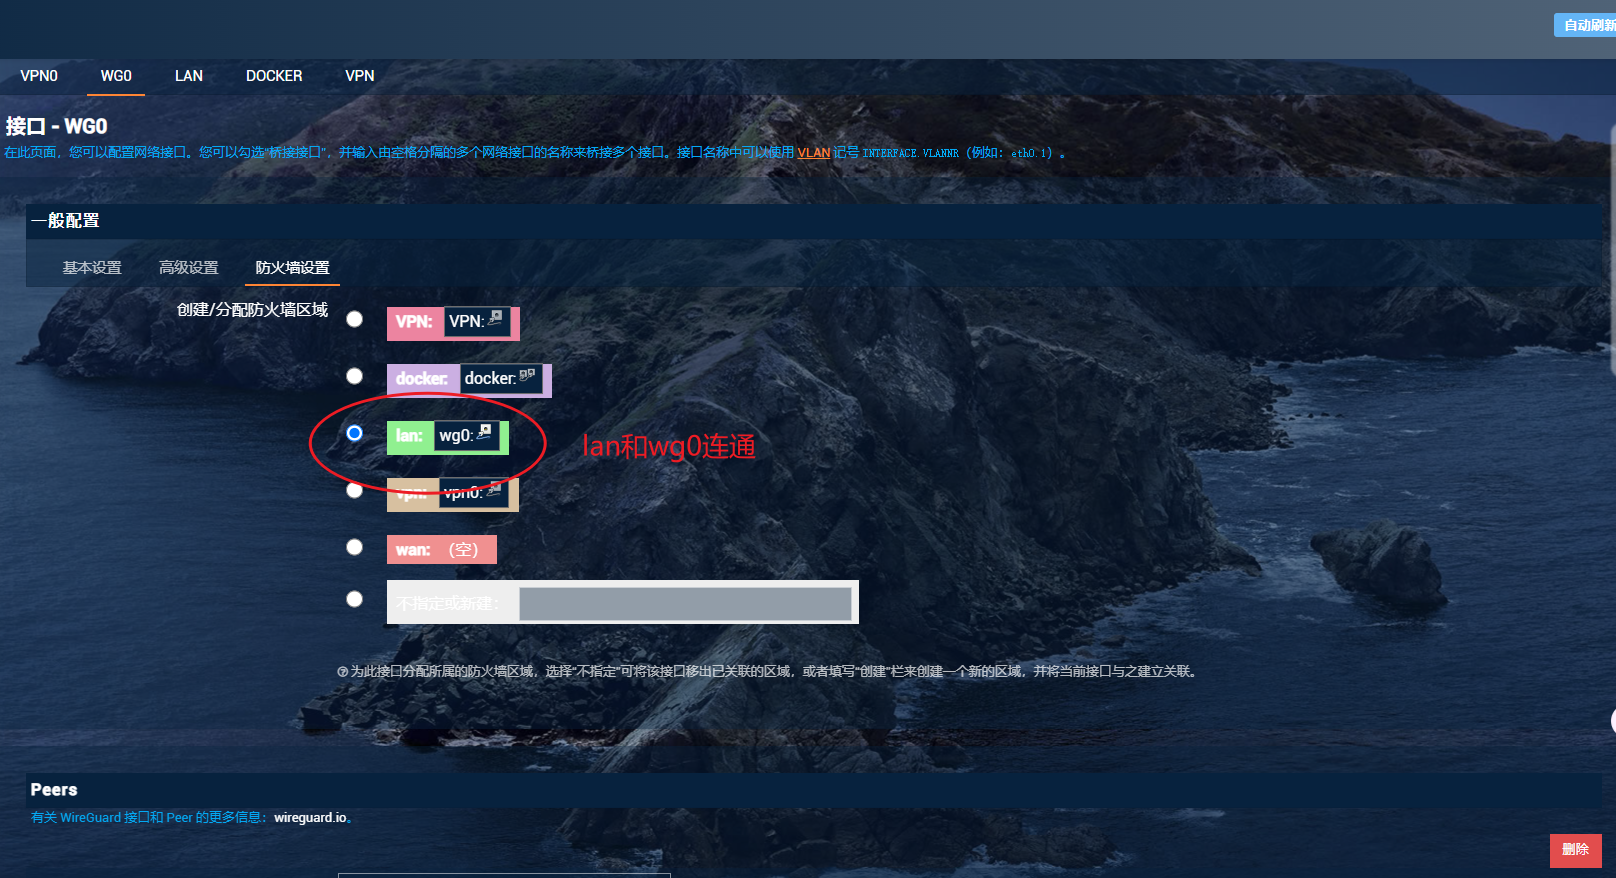 自动刷新
VPN0 WG0 LAN DOCKER VPN
接口 - WG0
在此页面，您可以配置网络接口。您可以勾选“桥接接口”，并输入由空格分隔的多个网络接口的名称来桥接多个接口。接口名称中可以使用 VLAN 记号 INTERFACE.VLANNR（例如：eth0.1）。
一般配置
基本设置 高级设置 防火墙设置
创建/分配防火墙区域
VPN: VPN:
docker: docker:
lan: wg0:
lan和wg0连通
vpn: vpn0:
wan: （空）
不指定或新建：
为此接口分配所属的防火墙区域，选择“不指定”可将该接口移出已关联的区域，或者填写“创建”栏来创建一个新的区域，并将当前接口与之建立关联。
Peers
有关 WireGuard 接口和 Peer 的更多信息：wireguard.io。
删除